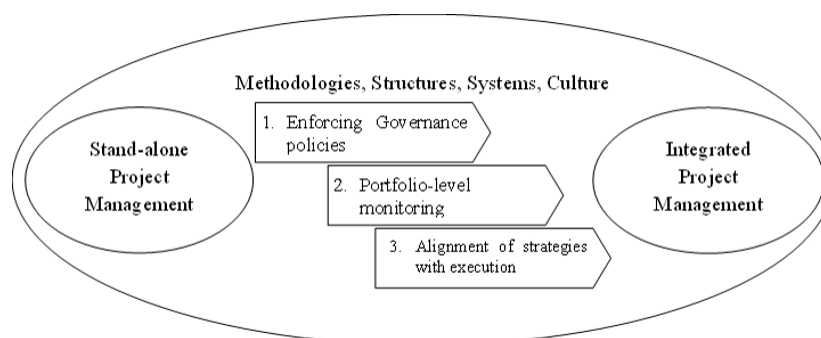 Methodologies, Structures, Systems, Culture
Stand-alone
Project
Management
1. Enforcing Governance
policies
2. Portfolio-level
monitoring
3. Alignment of strategies
with execution
Integrated
Project
Management